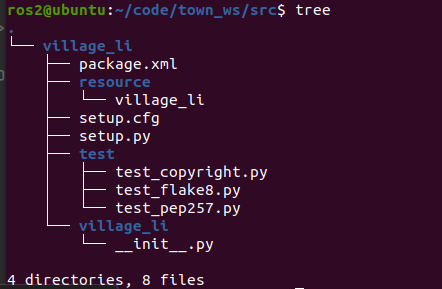 ros2@ubuntu:~/code/town_ws/src$ tree
.
└── village_li
    ├── package.xml
    ├── resource
    │   └── village_li
    ├── setup.cfg
    ├── setup.py
    ├── test
    │   ├── test_copyright.py
    │   ├── test_flake8.py
    │   └── test_pep257.py
    └── village_li
        └── __init__.py
4 directories, 8 files